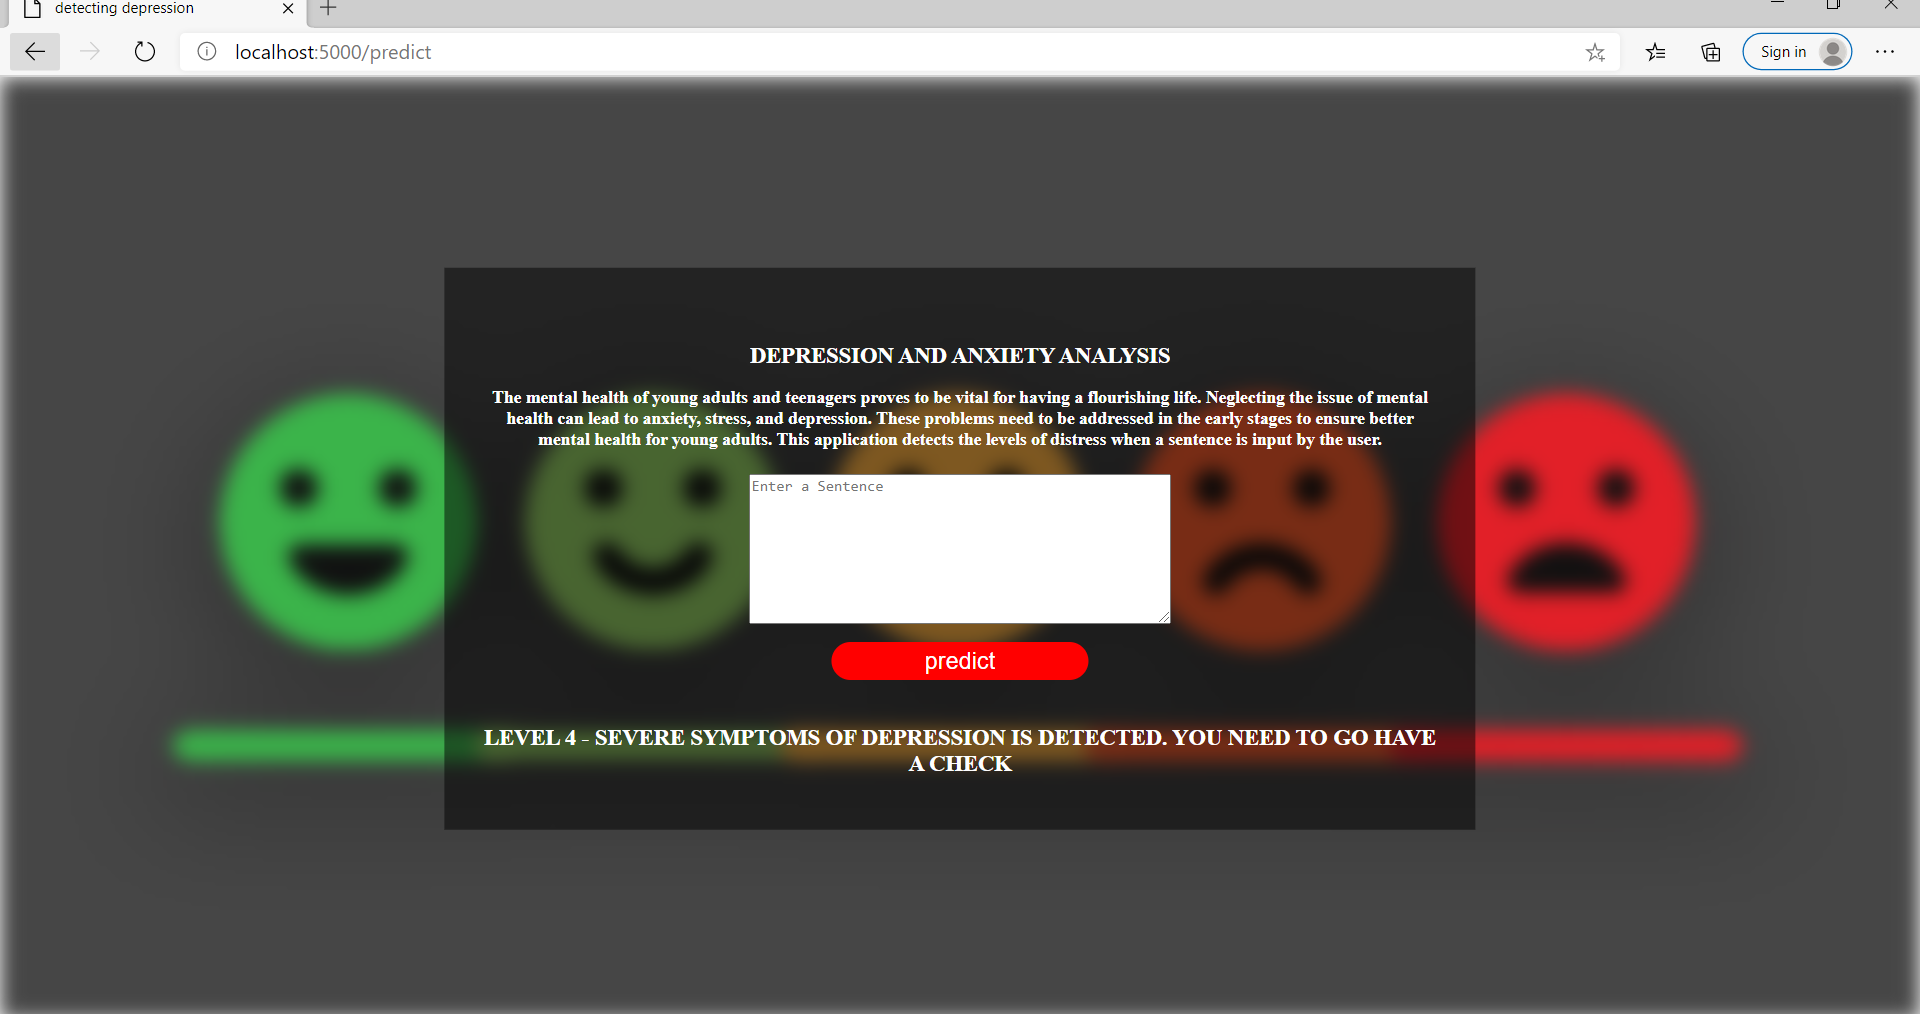 detecting depression
localhost:5000/predict
Sign in
DEPRESSION AND ANXIETY ANALYSIS
The mental health of young adults and teenagers proves to be vital for having a flourishing life. Neglecting the issue of mental
health can lead to anxiety, stress, and depression. These problems need to be addressed in the early stages to ensure better
mental health for young adults. This application detects the levels of distress when a sentence is input by the user.
Enter a Sentence
predict
LEVEL 4 - SEVERE SYMPTOMS OF DEPRESSION IS DETECTED. YOU NEED TO GO HAVE
A CHECK